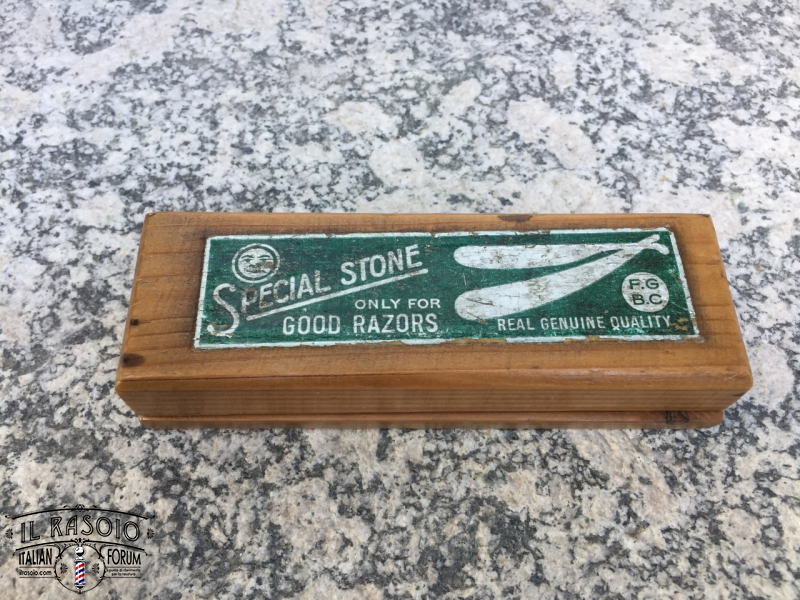 SPECIAL STONE
ONLY FOR
GOOD RAZORS
F.G
B.C
REAL GENUINE QUALITY
IL RASOIO
ITALIAN FORUM
ilrasoio.com